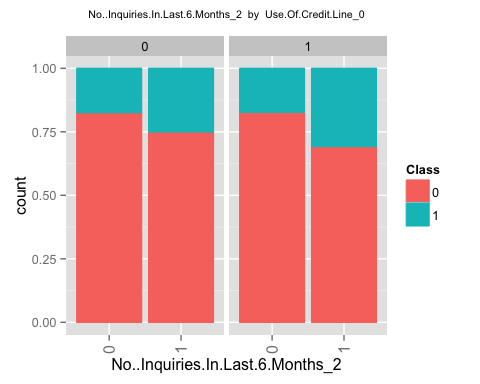 No..Inquiries.In.Last.6.Months_2 by Use.Of.Credit.Line_0
0 1
1.00
0.75
0.50
0.25
0.00
count
0 1 0 1
No..Inquiries.In.Last.6.Months_2
Class
0
1